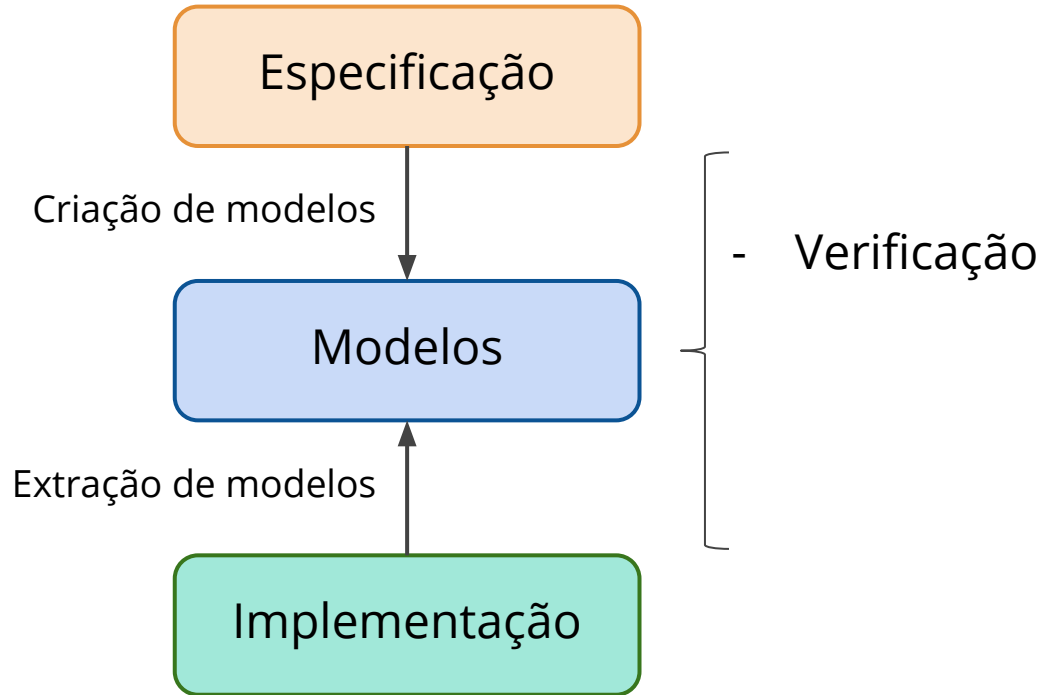 Especificação
Criação de modelos
- Verificação
Modelos
Extração de modelos
Implementação